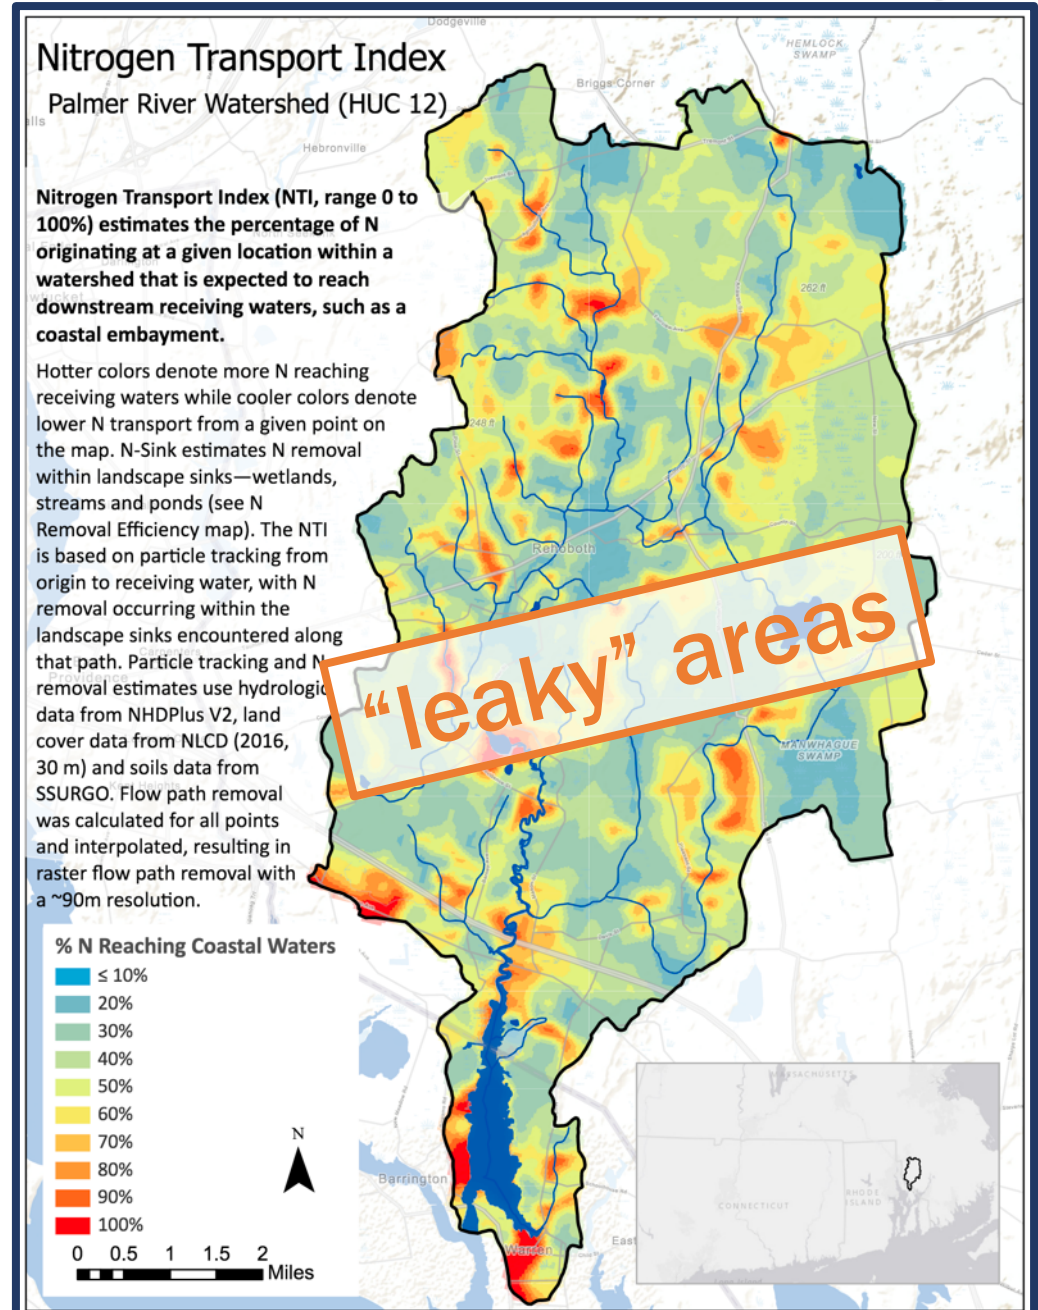 Dodgeville
HEMLOCK
SWAMP
Nitrogen Transport Index
Briggs Corner
Palmer River Watershed (HUC 12)
Hebronville
Nitrogen Transport Index (NTI, range 0 to
100%) estimates the percentage of N
originating at a given location within a
watershed that is expected to reach
downstream receiving waters, such as a
coastal embayment.
262 ft
Hotter colors denote more N reaching
receiving waters while cooler colors denote
lower N transport from a given point on
the map. N-Sink estimates N removal
within landscape sinks—wetlands,
streams and ponds (see N
Removal Efficiency map). The NTI
is based on particle tracking from
origin to receiving water, with N
removal occurring within the
landscape sinks encountered along
that path. Particle tracking and N
removal estimates use hydrologic
data from NHDPlus V2, land
cover data from NLCD (2016,
30 m) and soils data from
SSURGO. Flow path removal
was calculated for all points
and interpolated, resulting in
raster flow path removal with
a ~90m resolution.
248 ft
Rehoboth
Providence
“leaky” areas
MANWHAGUE
SWAMP
% N Reaching Coastal Waters
≤ 10%
20%
30%
40%
50%
60%
70%
80%
90%
100%
N
0 0.5 1 1.5 2
Miles
Barrington
Warren
East
MASSACHUSETTS
CONNECTICUT
RHODE
ISLAND